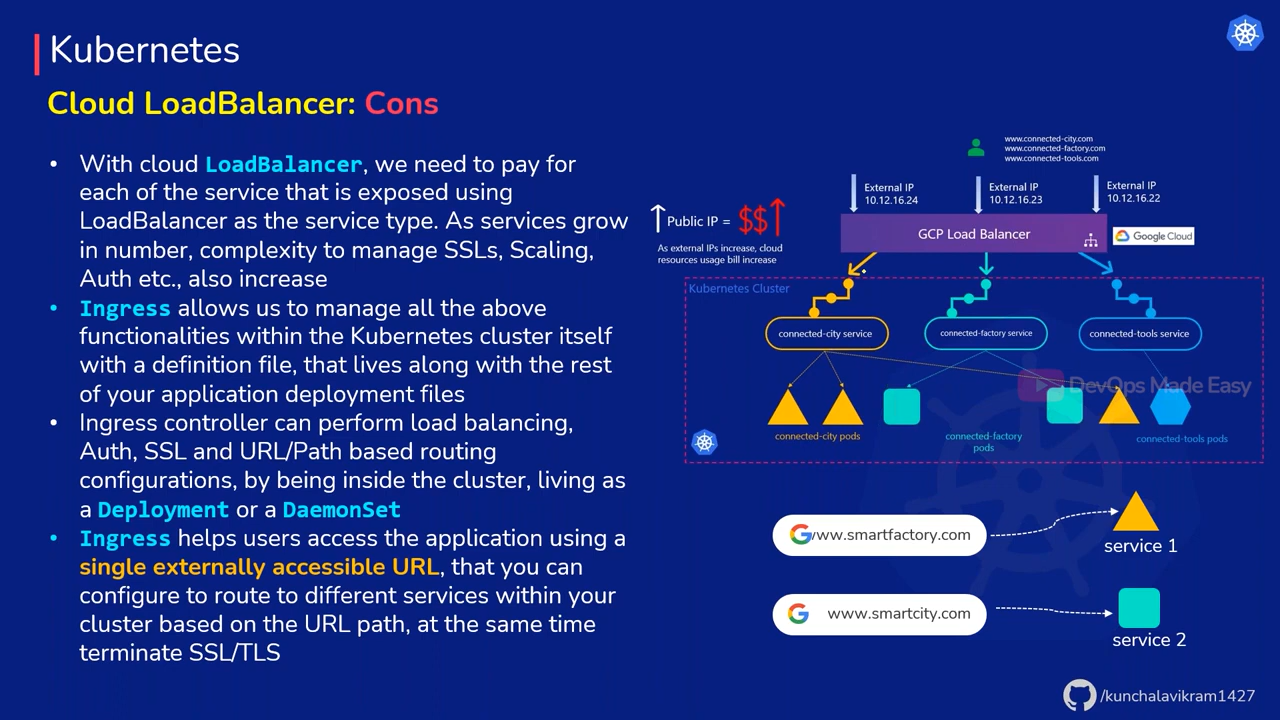 Kubernetes
Cloud LoadBalancer: Cons
• With cloud LoadBalancer, we need to pay for
each of the service that is exposed using
LoadBalancer as the service type. As services grow
in number, complexity to manage SSLs, Scaling,
Auth etc., also increase
• Ingress allows us to manage all the above
functionalities within the Kubernetes cluster itself
with a definition file, that lives along with the rest
of your application deployment files
• Ingress controller can perform load balancing,
Auth, SSL and URL/Path based routing
configurations, by being inside the cluster, living as
a Deployment or a DaemonSet
• Ingress helps users access the application using a
single externally accessible URL, that you can
configure to route to different services within your
cluster based on the URL path, at the same time
terminate SSL/TLS
www.connected-city.com
www.connected-factory.com
www.connected-tools.com
External IP
10.12.16.24
External IP
10.12.16.23
External IP
10.12.16.22
Public IP = $$
As external IPs increase, cloud
resources usage bill increase
GCP Load Balancer
Google Cloud
Kubernetes Cluster
connected-city service
connected-factory service
connected-tools service
DevOps Made Easy
connected-city pods
connected-factory
pods
connected-tools pods
www.smartfactory.com
service 1
www.smartcity.com
service 2
/kunchalavikram1427